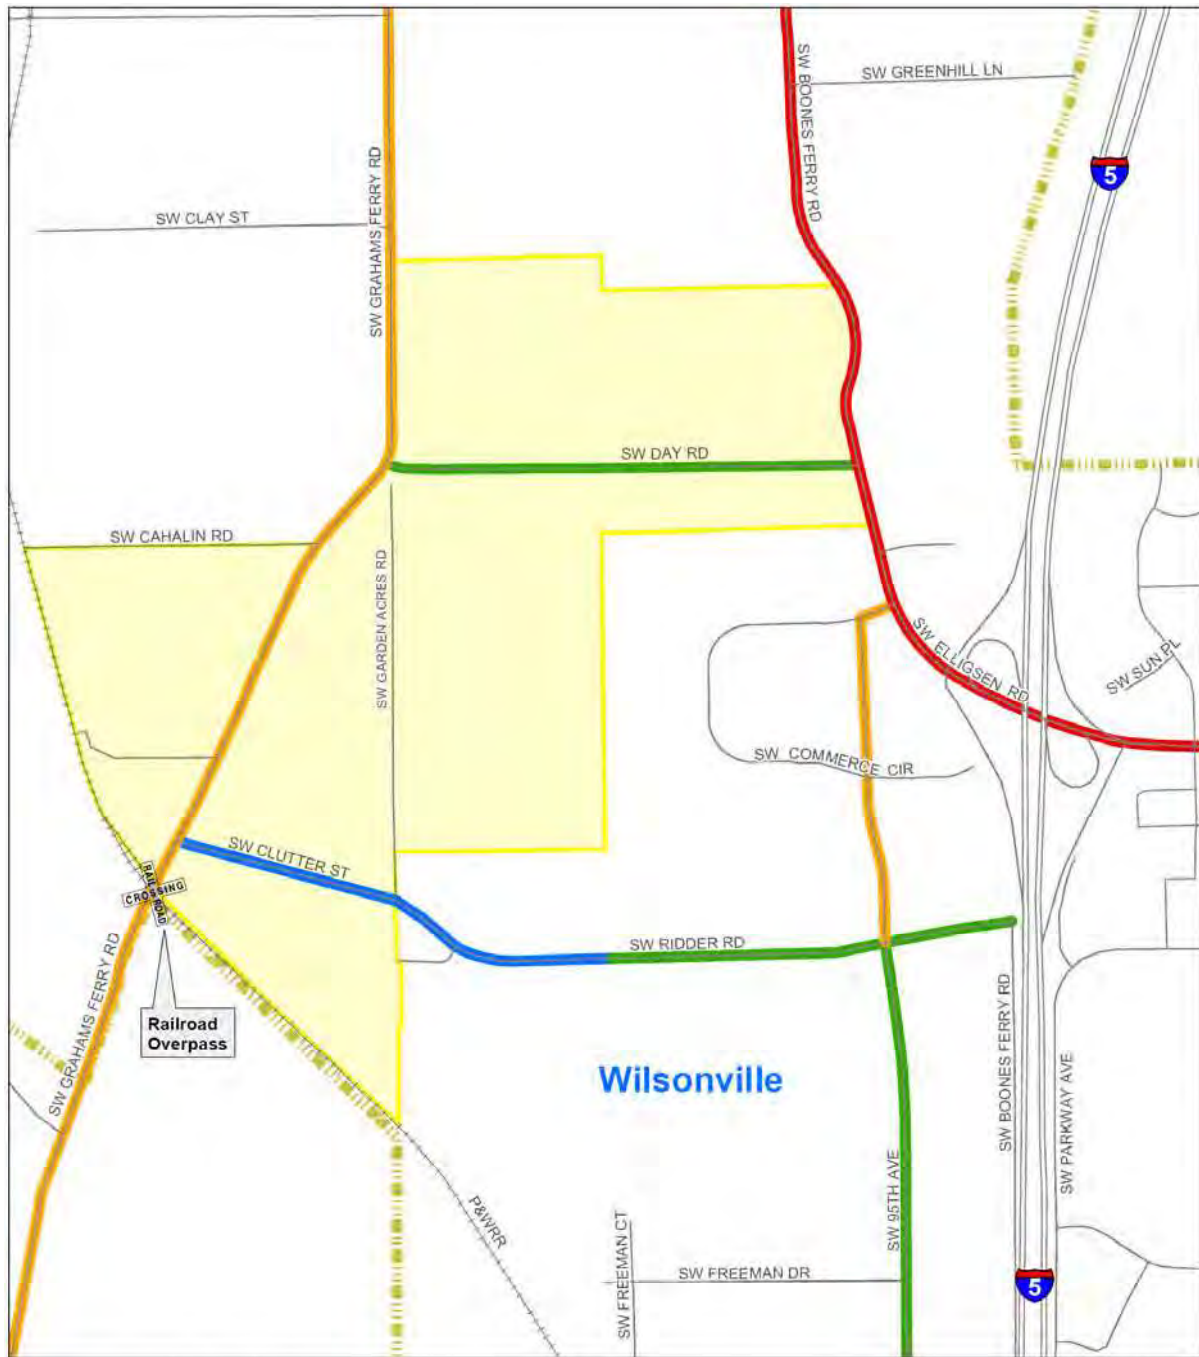 SW GREENHILL LN
SW BOONES FERRY RD
5
SW GRAHAMS FERRY RD
SW CLAY ST
SW DAY RD
SW CAHALIN RD
SW GARDEN ACRES RD
SW ELLIGSEN RD
SW SUN PL
SW COMMERCE CIR
SW CLUTTER ST
RAIL ROAD
CROSSING
SW RIDDER RD
SW GRAHAMS FERRY RD
Railroad
Overpass
SW BOONES FERRY RD
Wilsonville
SW PARKWAY AVE
SW 95TH AVE
P&WRR
SW FREEMAN CT
SW FREEMAN DR
5